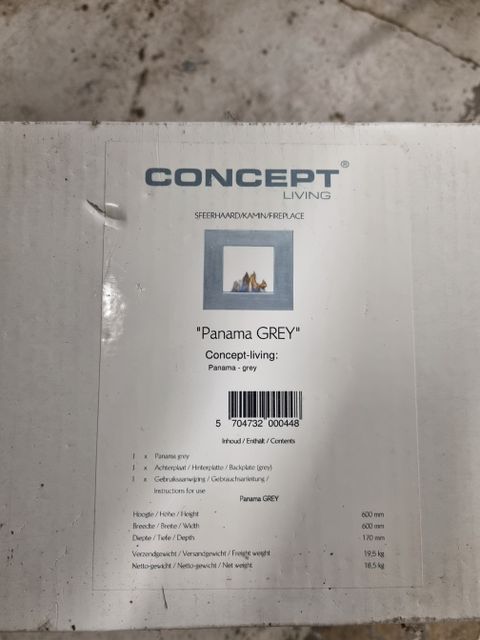 CONCEPT®
LIVING
SFEERHAARD/KAMIN/FIREPLACE
"Panama GREY"
Concept-living:
Panama - grey
5 704732 000448
Inhoud / Enthält / Contents
1 x Panama grey
1 x Achterplaat / Hinterplatte / Backplate (grey)
1 x Gebruiksaanwijzing / Gebrauchsanleitung /
Instructions for use
Panama GREY
Hoogte / Höhe / Height 600 mm
Breedte / Breite / Width 600 mm
Diepte / Tiefe / Depth 170 mm
Verzendgewicht / Versandgewicht / Freight weight 19,5 kg
Netto-gewicht / Netto-gewicht / Net weight 18,5 kg